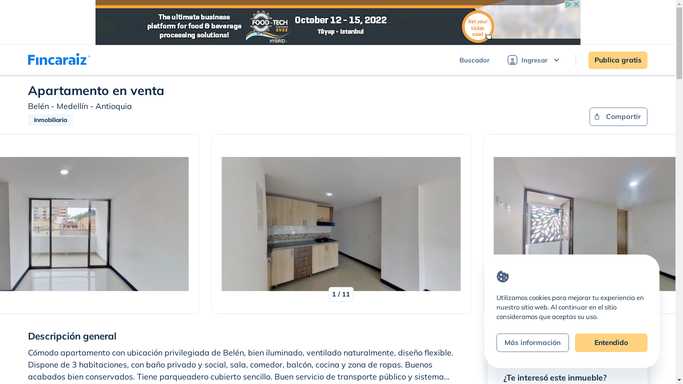 The ultimate business
platform for food & beverage
processing solutions!
FOOD-TECH
HYBRID
October 12 - 15, 2022
Tüyap - Istanbul
Get your
ticket
now!
Fincaraíz
Buscador
Ingresar
Publica gratis
Apartamento en venta
Belén - Medellín - Antioquia
Inmobiliaria
Compartir
1 / 11
Descripción general
Cómodo apartamento con ubicación privilegiada de Belén, bien iluminado, ventilado naturalmente, diseño flexible.
Dispone de 3 habitaciones, con baño privado y social, sala, comedor, balcón, cocina y zona de ropas. Buenos
acabados bien conservados. Tiene parqueadero cubierto sencillo. Buen servicio de transporte público y sistema...
Utilizamos cookies para mejorar tu experiencia en
nuestro sitio web. Al continuar en el sitio
consideramos que aceptas su uso.
Más información
Entendido
¿Te interesó este inmueble?